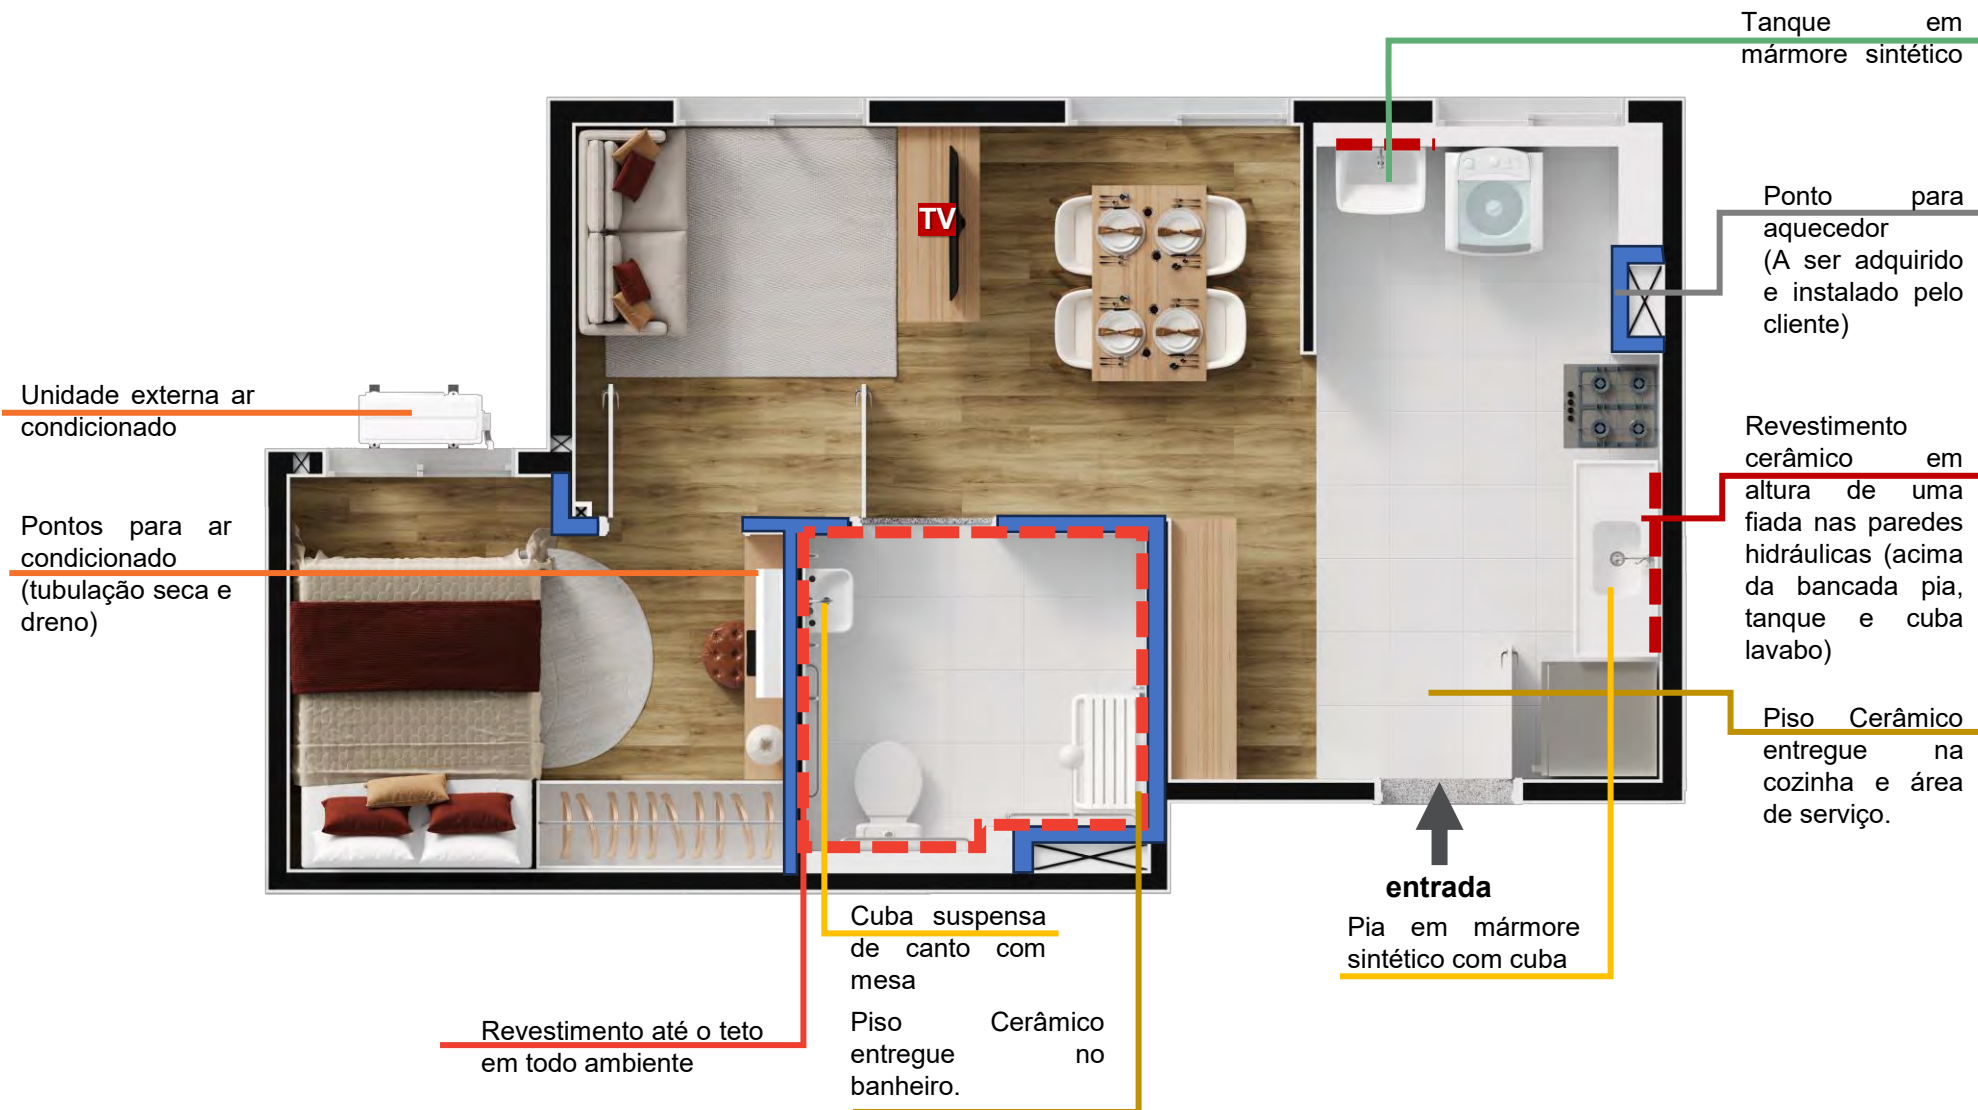 Tanque em
mármore sintético
Ponto para
aquecedor
(A ser adquirido
e instalado pelo
cliente)
TV
Unidade externa ar
condicionado
Revestimento
cerâmico em
altura de uma
fiada nas paredes
hidráulicas (acima
da bancada pia,
tanque e cuba
lavabo)
Pontos para ar
condicionado
(tubulação seca e
dreno)
Piso Cerâmico
entregue na
cozinha e área
de serviço.
entrada
Pia em mármore
sintético com cuba
Cuba suspensa
de canto com
mesa
Piso Cerâmico
entregue no
banheiro.
Revestimento até o teto
em todo ambiente